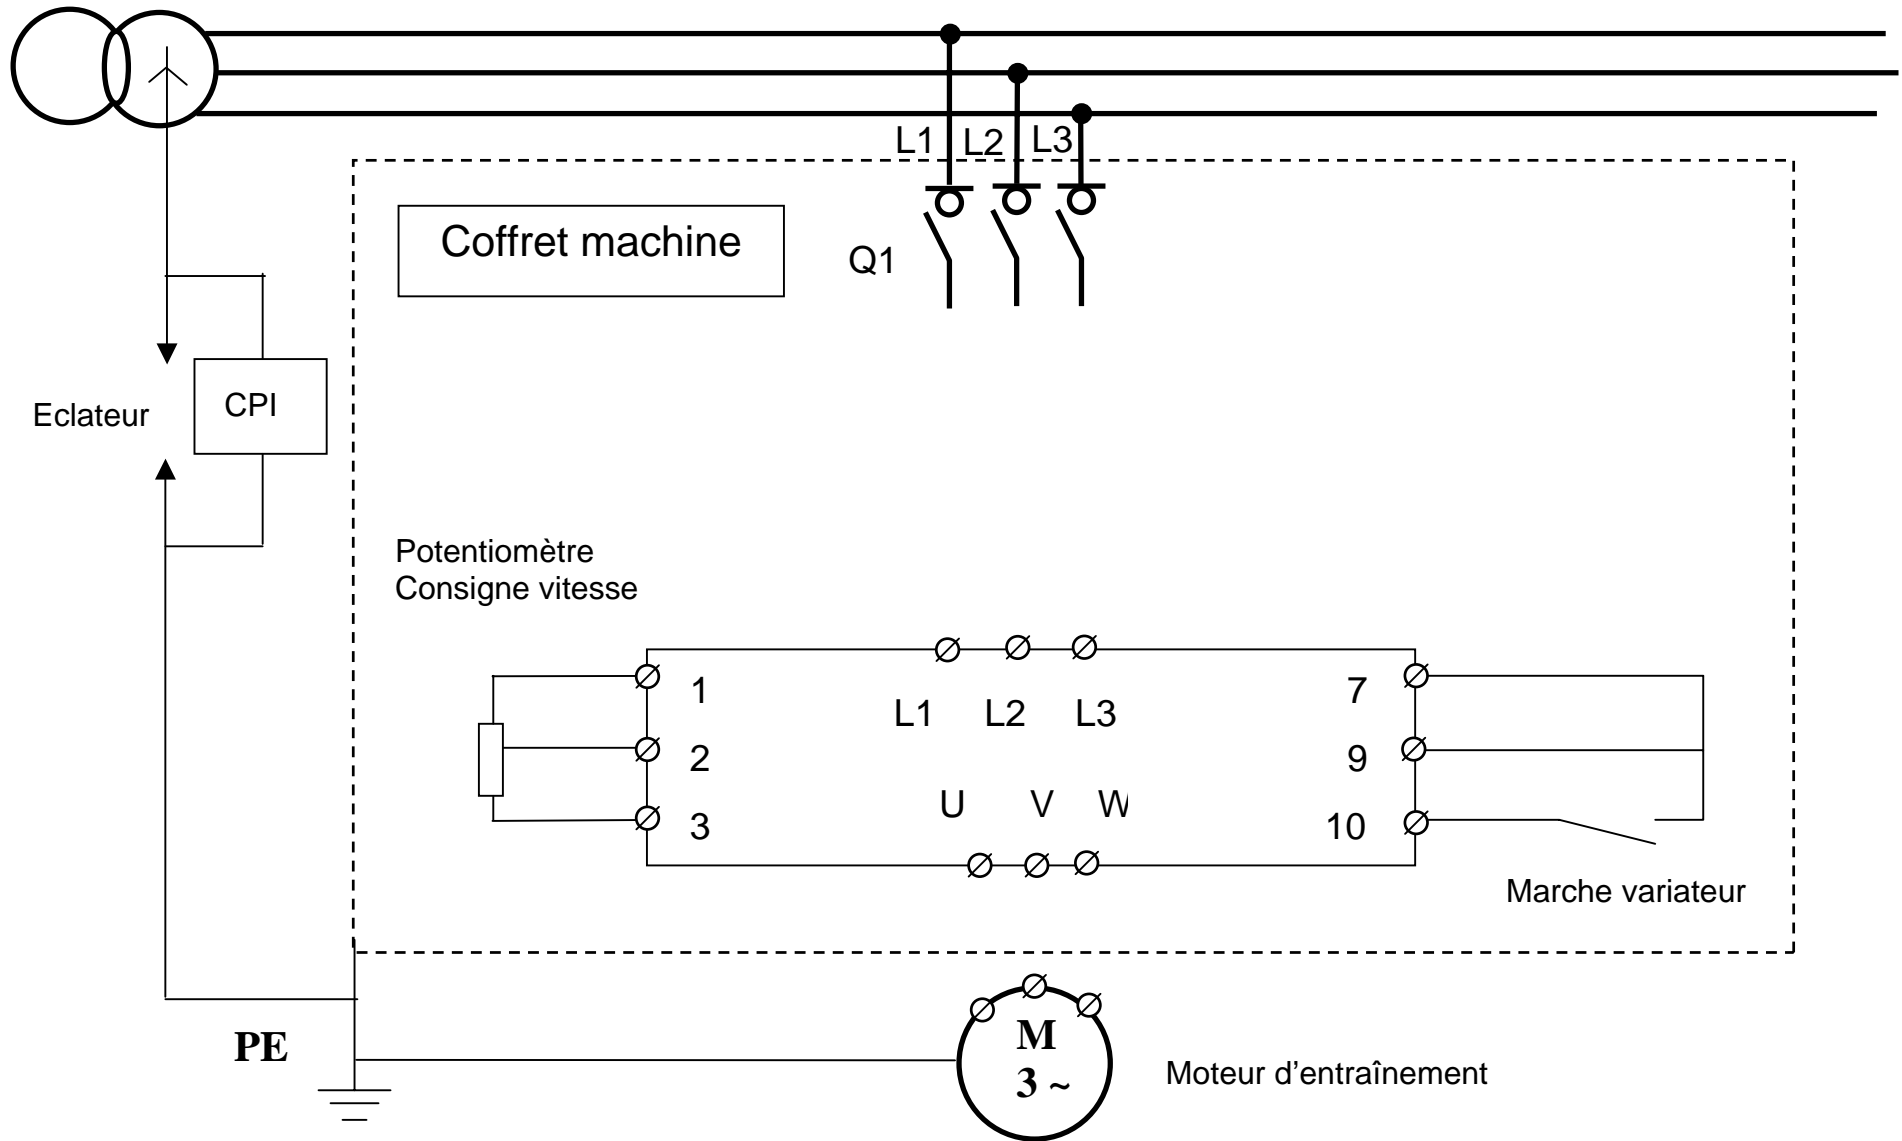 L1 L2 L3
Coffret machine
Q1
Eclateur
CPI
Potentiomètre
Consigne vitesse
1
7
L1 L2 L3
2
9
U V W
3
10
Marche variateur
PE
M
3 ~
Moteur d'entraînement